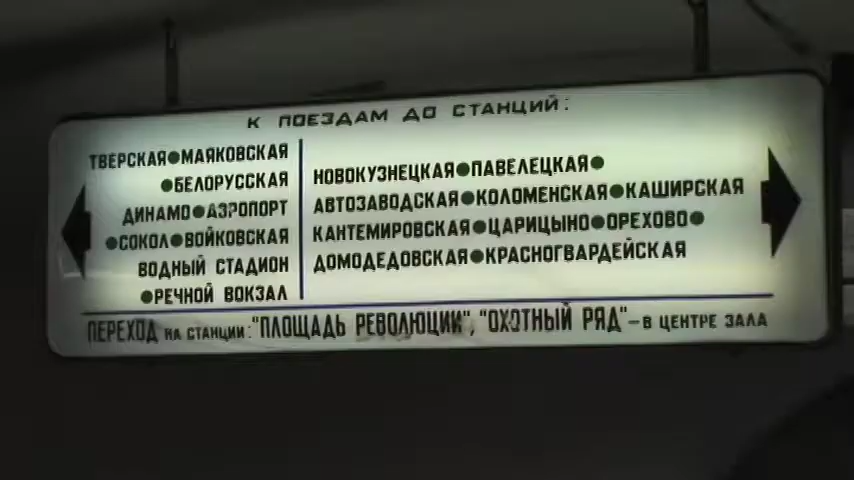 К ПОЕЗДАМ ДО СТАНЦИЙ:
ТВЕРСКАЯ●МАЯКОВСКАЯ
●БЕЛОРУССКАЯ
ДИНАМО●АЭРОПОРТ
●СОКОЛ●ВОЙКОВСКАЯ
ВОДНЫЙ СТАДИОН
●РЕЧНОЙ ВОКЗАЛ
НОВОКУЗНЕЦКАЯ●ПАВЕЛЕЦКАЯ●
АВТОЗАВОДСКАЯ●КОЛОМЕНСКАЯ●КАШИРСКАЯ
КАНТЕМИРОВСКАЯ●ЦАРИЦЫНО●ОРЕХОВО●
ДОМОДЕДОВСКАЯ●КРАСНОГВАРДЕЙСКАЯ
ПЕРЕХОД НА СТАНЦИИ: "ПЛОЩАДЬ РЕВОЛЮЦИИ", "ОХОТНЫЙ РЯД" – В ЦЕНТРЕ ЗАЛА